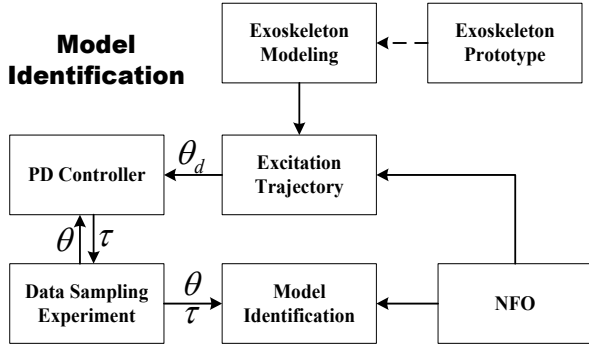 Model
Identification
Exoskeleton
Modeling
Exoskeleton
Prototype
PD Controller
θd
Excitation
Trajectory
θ
τ
Data Sampling
Experiment
θ
τ
Model
Identification
NFO